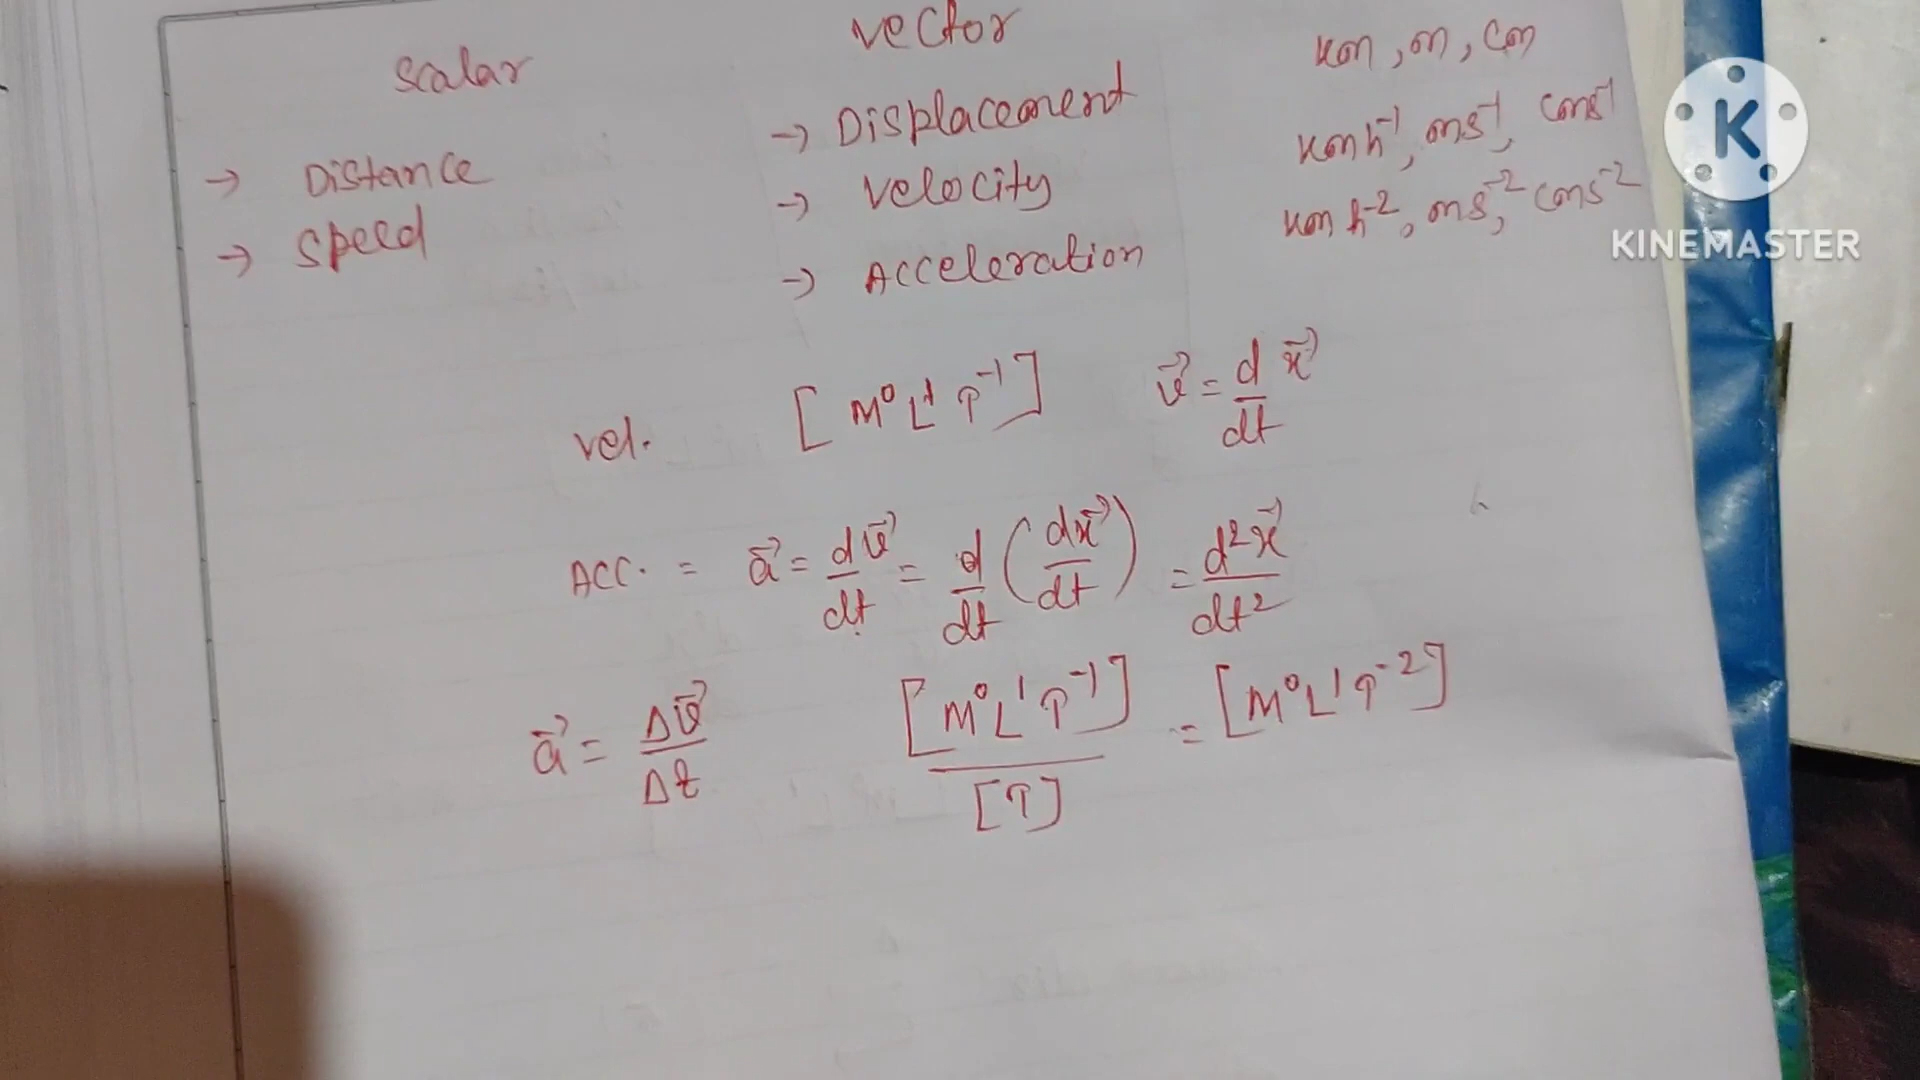 Scalar Vector km, m, cm
→ Distance → Displacement kmh⁻¹, ms⁻¹, cms⁻¹
→ Speed → Velocity kmh⁻², ms⁻², cms⁻²
→ Acceleration
K
KINEMASTER
vel. [M⁰L¹T⁻¹] v⃗ = d x⃗ / dt
Acc. = a⃗ = dv⃗/dt = d/dt (dx⃗/dt) = d²x⃗/dt²
a⃗ = Δv⃗/Δt [M⁰L¹T⁻¹]/[T] = [M⁰L¹T⁻²]